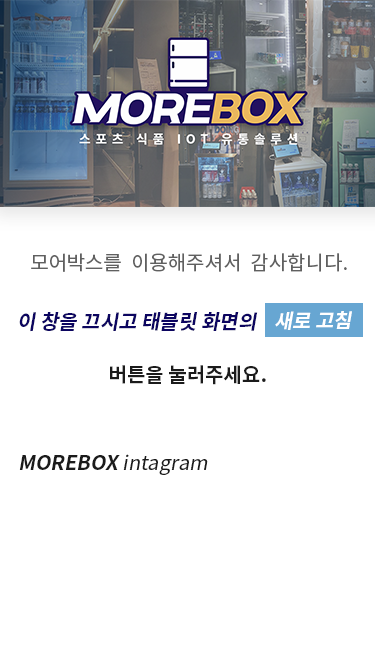 MOREBOX
스포츠 식품 IOT 유통솔루션
모어박스를 이용해주셔서 감사합니다.
이 창을 끄시고 태블릿 화면의 새로 고침
버튼을 눌러주세요.
MOREBOX intagram